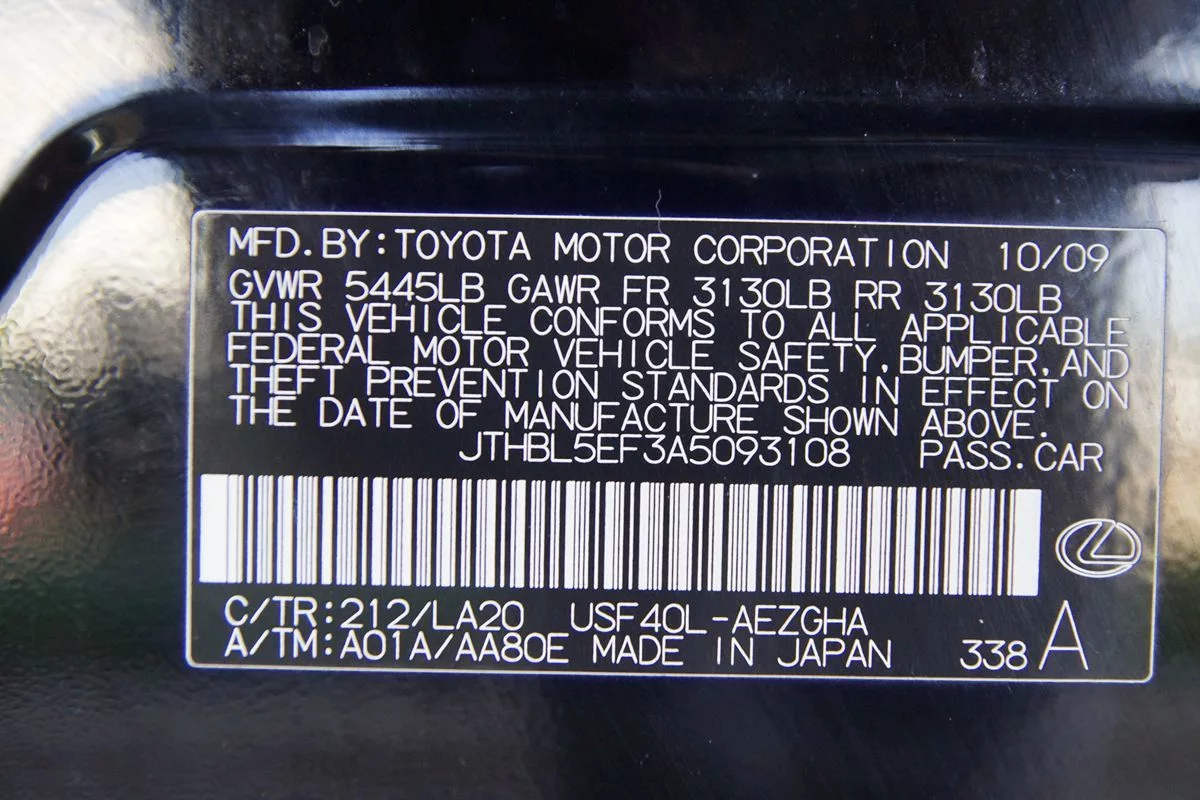 MFD.BY:TOYOTA MOTOR CORPORATION 10/09
GVWR 5445LB GAWR FR 3130LB RR 3130LB
THIS VEHICLE CONFORMS TO ALL APPLICABLE
FEDERAL MOTOR VEHICLE SAFETY,BUMPER,AND
THEFT PREVENTION STANDARDS IN EFFECT ON
THE DATE OF MANUFACTURE SHOWN ABOVE.
JTHBL5EF3A5093108 PASS.CAR
C/TR:212/LA20 USF40L-AEZGHA
A/TM:A01A/AA80E MADE IN JAPAN 338 A